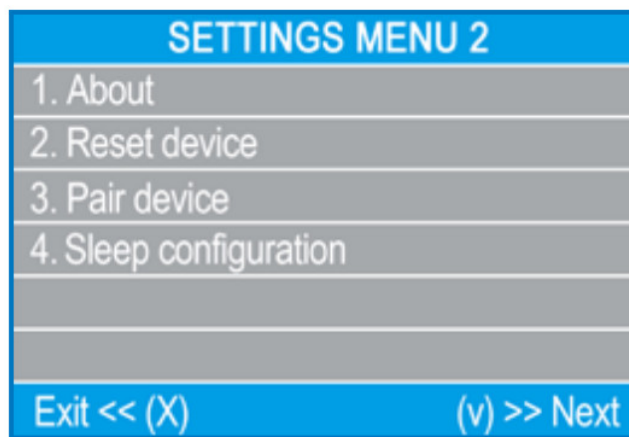 SETTINGS MENU 2
1. About
2. Reset device
3. Pair device
4. Sleep configuration
Exit << (X) (v) >> Next